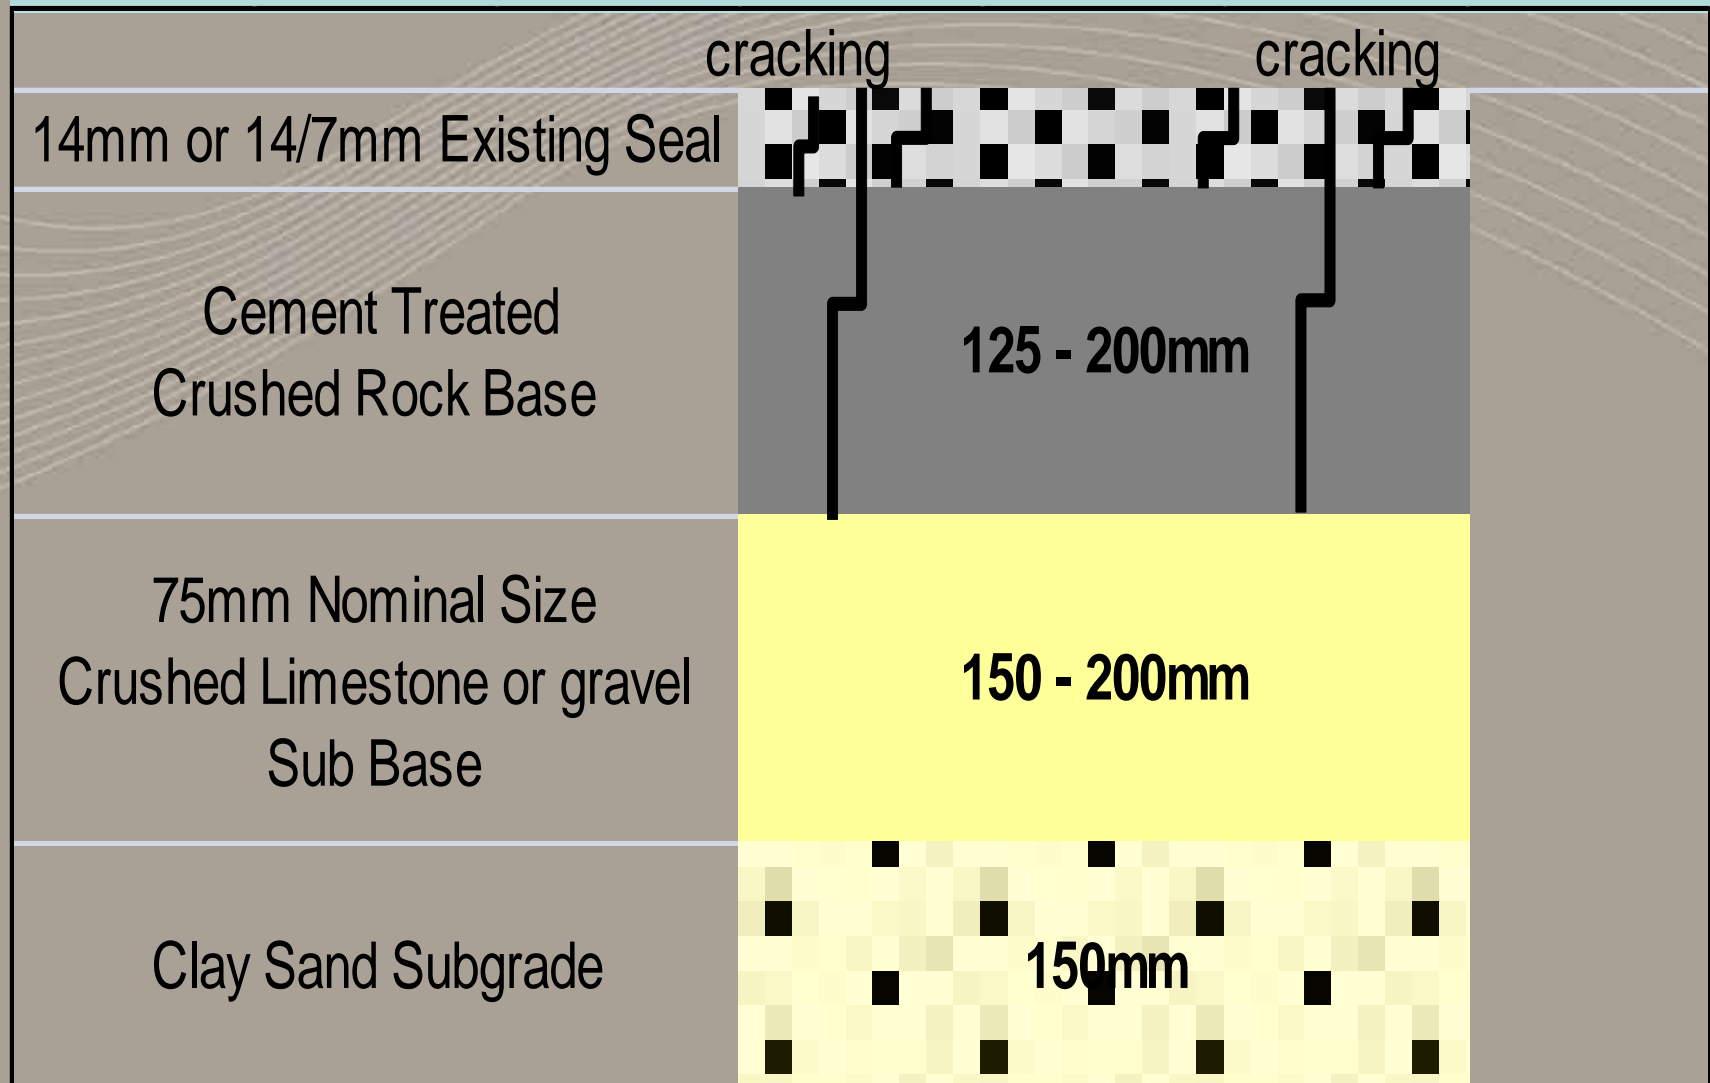 cracking cracking
14mm or 14/7mm Existing Seal
Cement Treated
Crushed Rock Base
125 - 200mm
75mm Nominal Size
Crushed Limestone or gravel
Sub Base
150 - 200mm
Clay Sand Subgrade
150mm